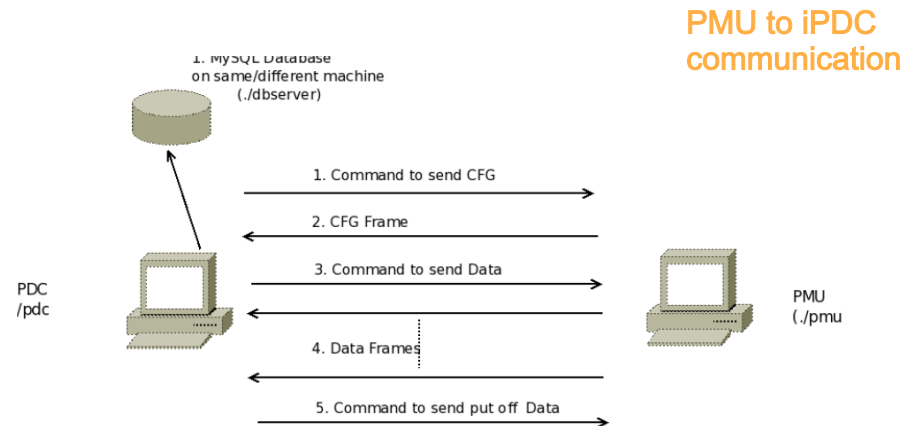 PMU to iPDC
communication
1. MySQL Database
on same/different machine
(./dbserver)
1. Command to send CFG
2. CFG Frame
3. Command to send Data
PDC
/pdc
PMU
(./pmu
4. Data Frames
5. Command to send put off Data